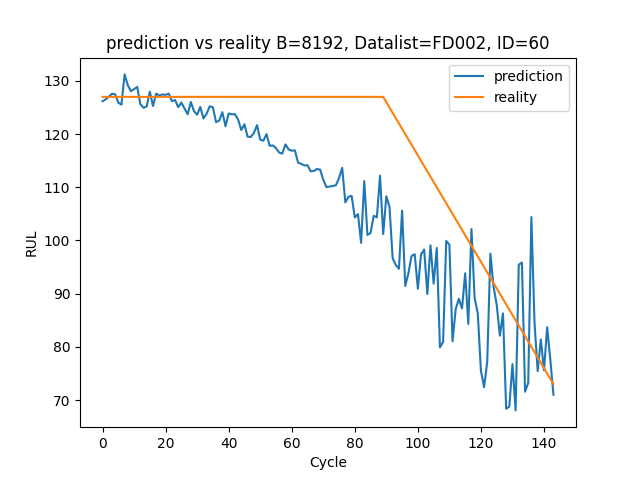 prediction vs reality B=8192, Datalist=FD002, ID=60
prediction
reality
RUL
130
120
110
100
90
80
70
0 20 40 60 80 100 120 140
Cycle